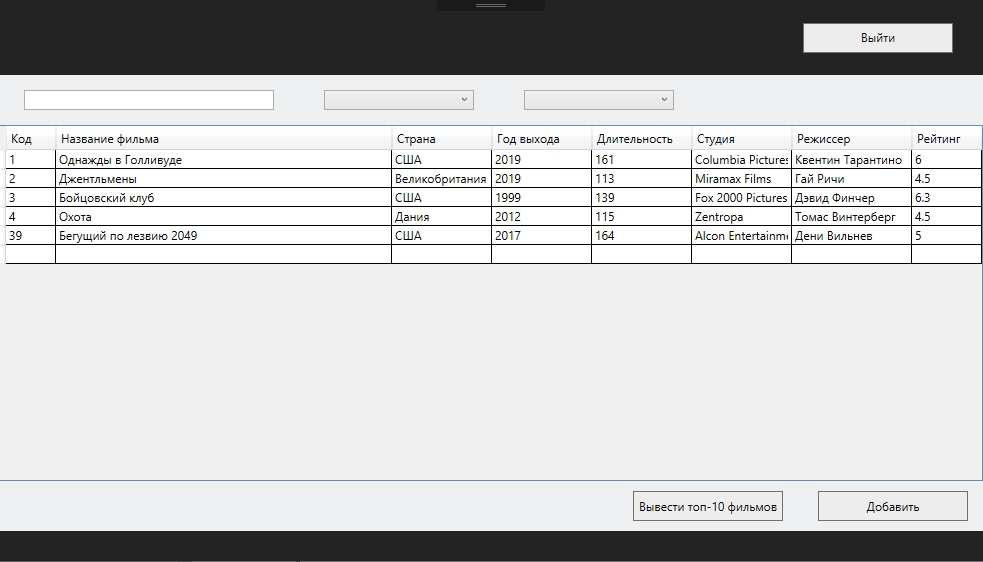 Выйти
Код Название фильма Страна Год выхода Длительность Студия Режиссер Рейтинг
1 Однажды в Голливуде США 2019 161 Columbia Pictures Квентин Тарантино 6
2 Джентльмены Великобритания 2019 113 Miramax Films Гай Ричи 4.5
3 Бойцовский клуб США 1999 139 Fox 2000 Pictures Дэвид Финчер 6.3
4 Охота Дания 2012 115 Zentropa Томас Винтерберг 4.5
39 Бегущий по лезвию 2049 США 2017 164 Alcon Entertainm Дени Вильнев 5
Вывести топ-10 фильмов Добавить